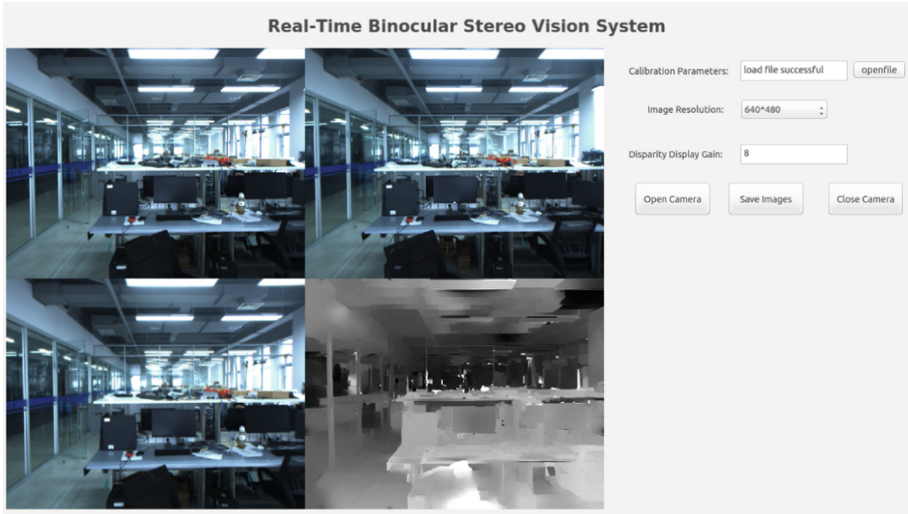 Real-Time Binocular Stereo Vision System
Calibration Parameters: load file successful openfile
Image Resolution: 640*480
Disparity Display Gain: 8
Open Camera Save Images Close Camera